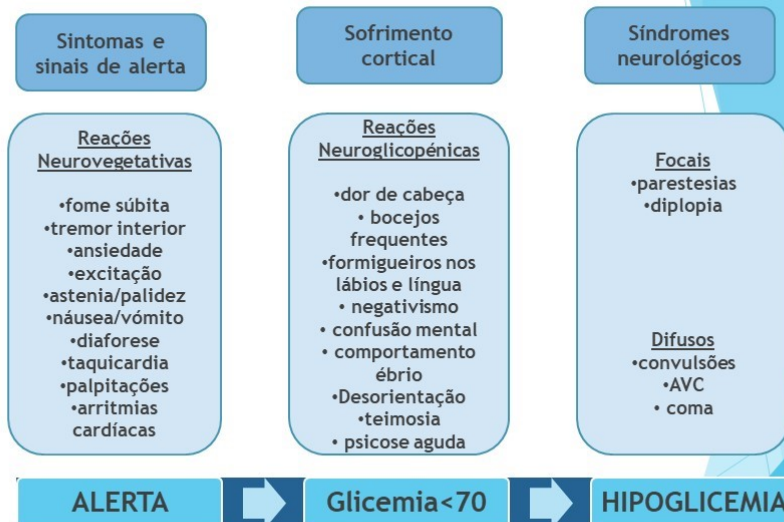 Sintomas e
sinais de alerta
Reações
Neurovegetativas
•fome súbita
•tremor interior
•ansiedade
•excitação
•astenia/palidez
•náusea/vómito
•diaforese
•taquicardia
•palpitações
•arritmias
cardíacas
ALERTA
Sofrimento
cortical
Reações
Neuroglicopénicas
•dor de cabeça
• bocejos
frequentes
•formigueiros nos
lábios e língua
• negativismo
• confusão mental
• comportamento
ébrio
•Desorientação
•teimosia
• psicose aguda
Glicemia<70
Síndromes
neurológicos
Focais
•parestesias
•diplopia
Difusos
•convulsões
•AVC
• coma
HIPOGLICEMIA